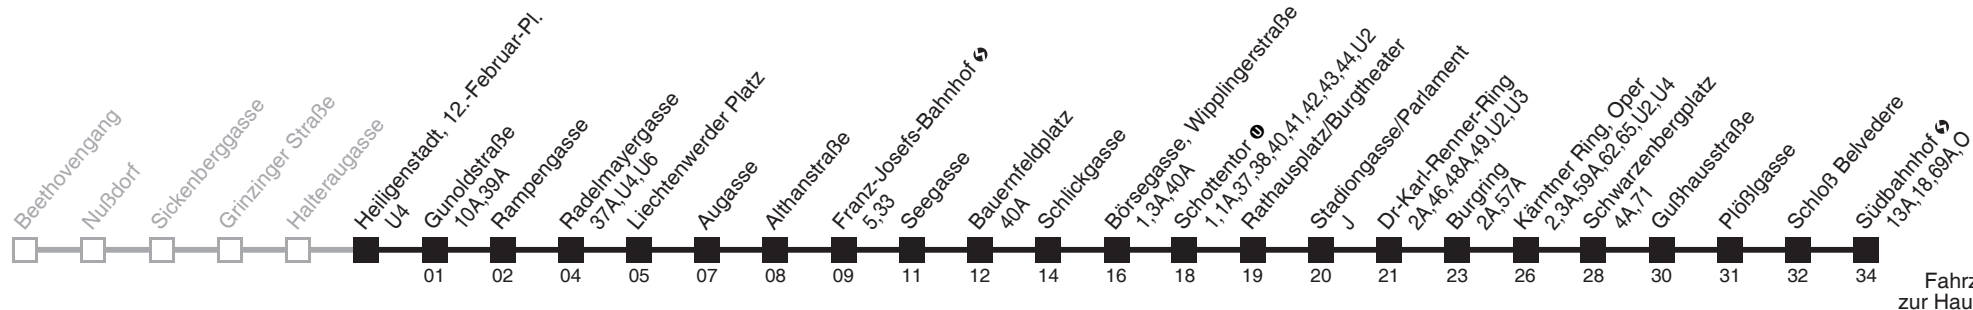 Beethovengang
Nußdorf
Sickenberggasse
Grinzinger Straße
Halteraugasse
Heiligenstadt, 12.-Februar-Pl.
U4
Gunoldstraße
10A,39A
Rampengasse
Radelmayergasse
37A,U4,U6
Liechtenwerder Platz
Augasse
Althanstraße
Franz-Josefs-Bahnhof
5,33
Seegasse
Bauernfeldplatz
40A
Schlickgasse
Börsegasse, Wipplingerstraße
1,3A,40A
Schottentor U
1,1A,37,38,40,41,42,43,44,U2
Rathausplatz/Burgtheater
Stadiongasse/Parlament
J
Dr-Karl-Renner-Ring
2A,46,48A,49,U2,U3
Burgring
2A,57A
Kärntner Ring, Oper
2,3A,59A,62,65,U2,U4
Schwarzenbergplatz
4A,71
Gußhausstraße
Plößlgasse
Schloß Belvedere
Südbahnhof
13A,18,69A,O
01 02 04 05 07 08 09 11 12 14 16 18 19 20 21 23 26 28 30 31 32 34
Fahrz
zur Hau